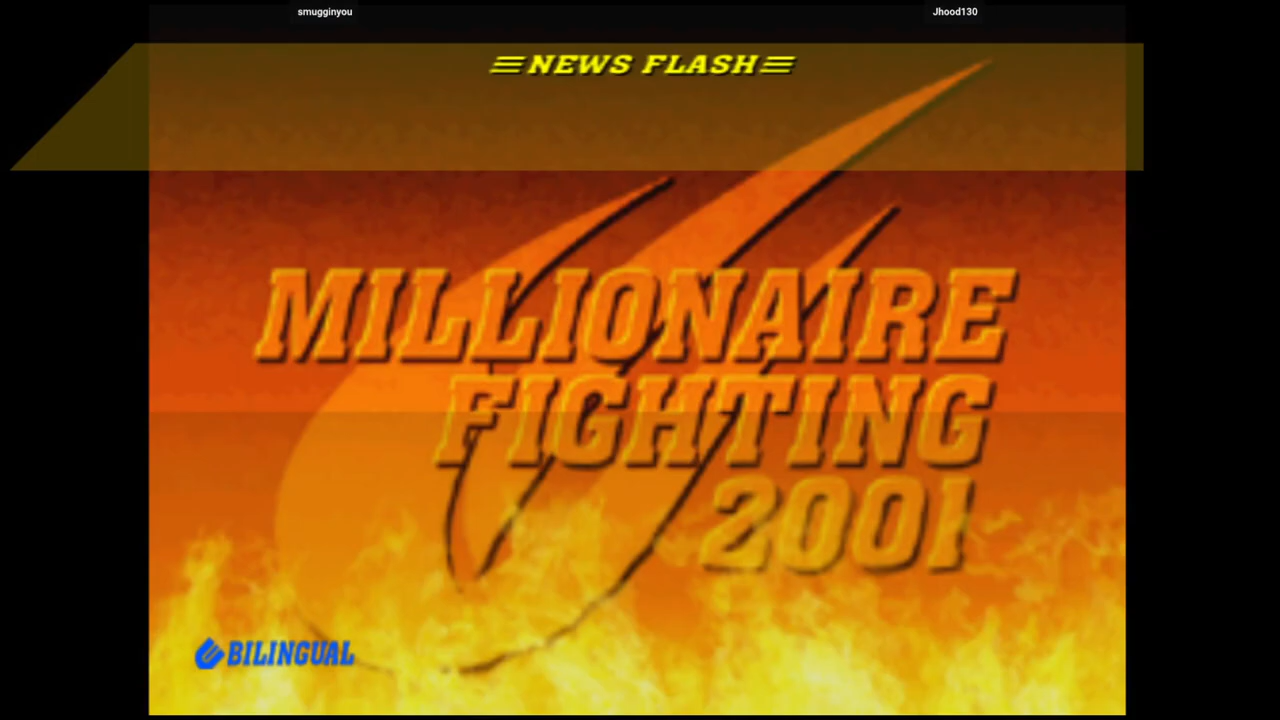 smugginyou
Jhood130
NEWS FLASH
MILLIONAIRE
FIGHTING
2001
BILINGUAL